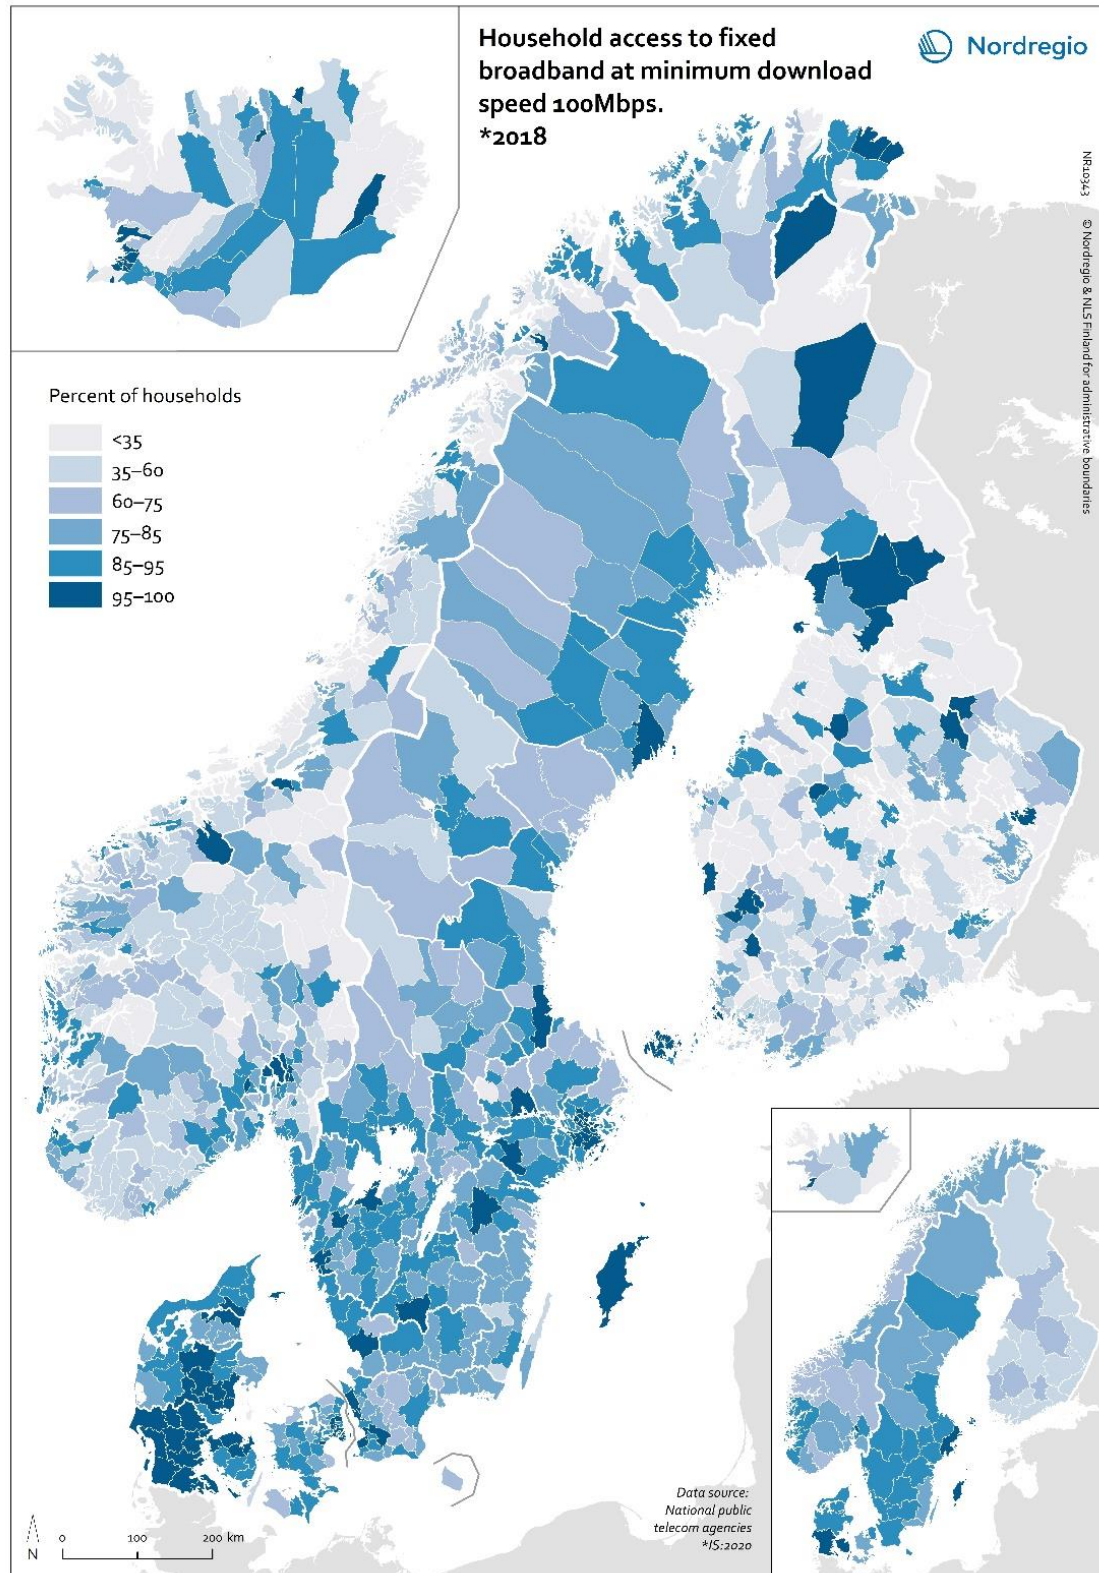 Household access to fixed
broadband at minimum download
speed 100Mbps.
*2018
Nordregio
NR10343   © Nordregio & NLS Finland for administrative boundaries
Percent of households
<35
35–60
60–75
75–85
85–95
95–100
Data source:
National public
telecom agencies
*IS:2020
N
0 100 200 km